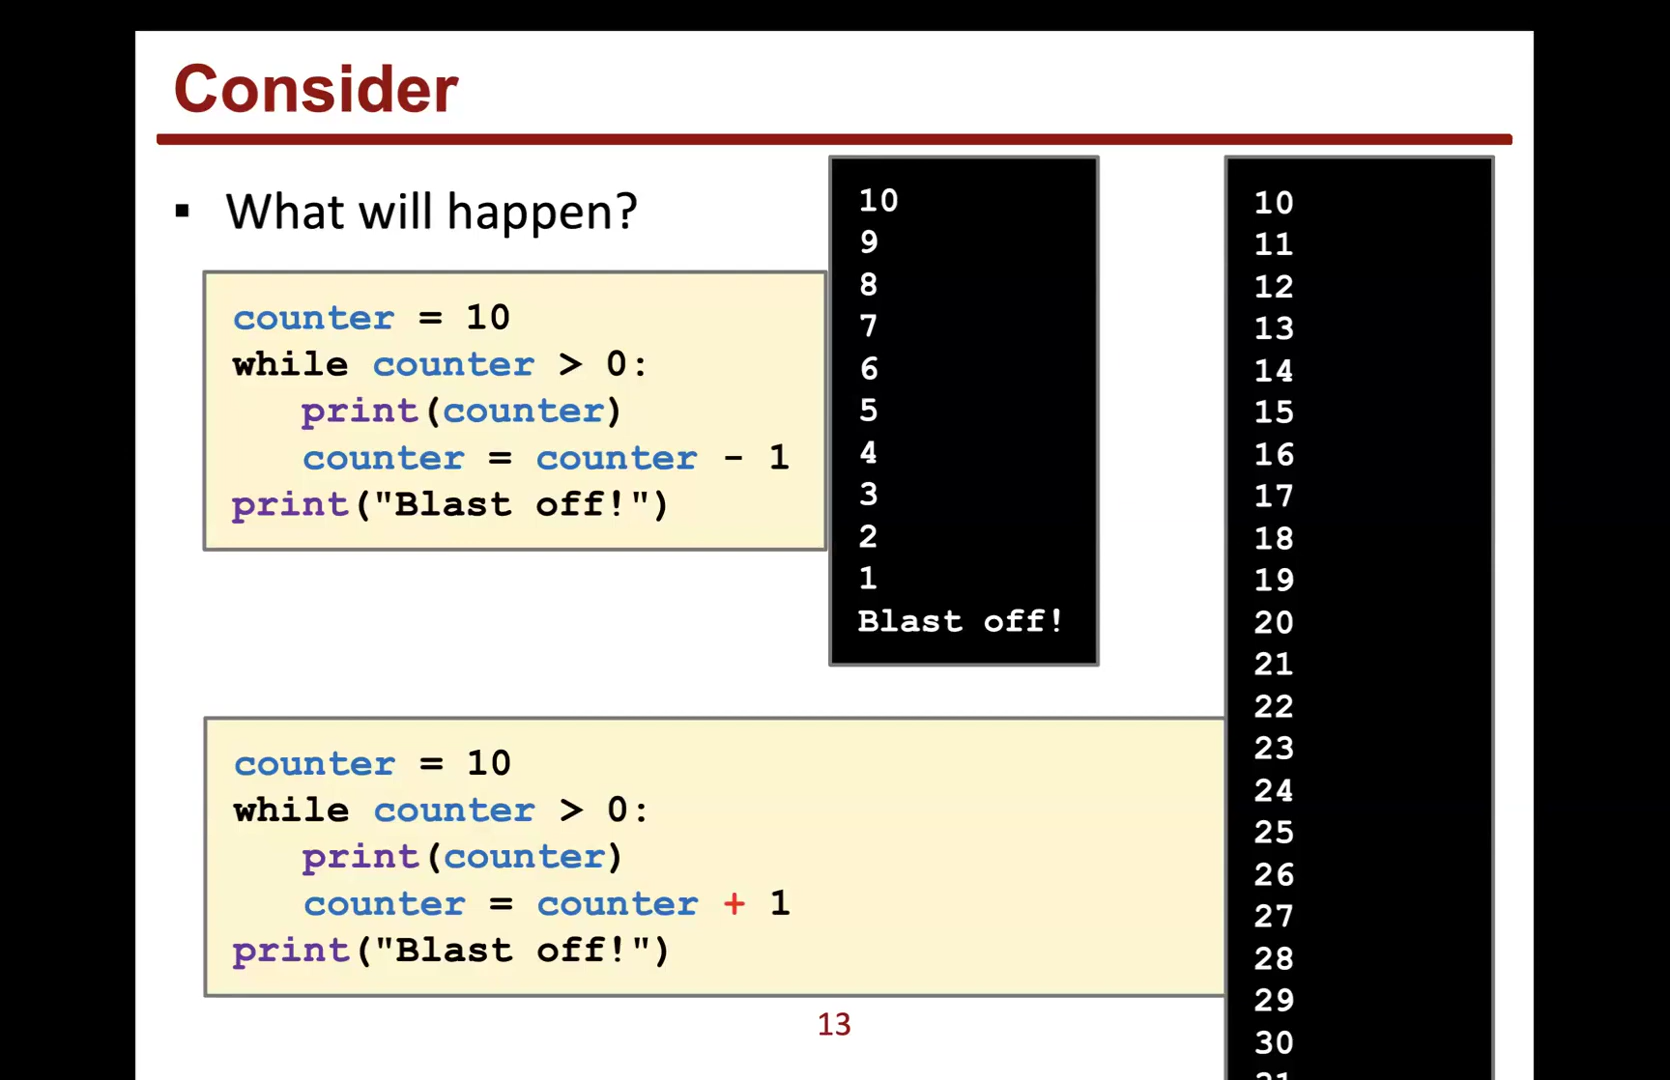 Consider
▪ What will happen?
counter = 10
while counter > 0:
   print(counter)
   counter = counter - 1
print("Blast off!")
10
9
8
7
6
5
4
3
2
1
Blast off!
counter = 10
while counter > 0:
   print(counter)
   counter = counter + 1
print("Blast off!")
10
11
12
13
14
15
16
17
18
19
20
21
22
23
24
25
26
27
28
29
30
13